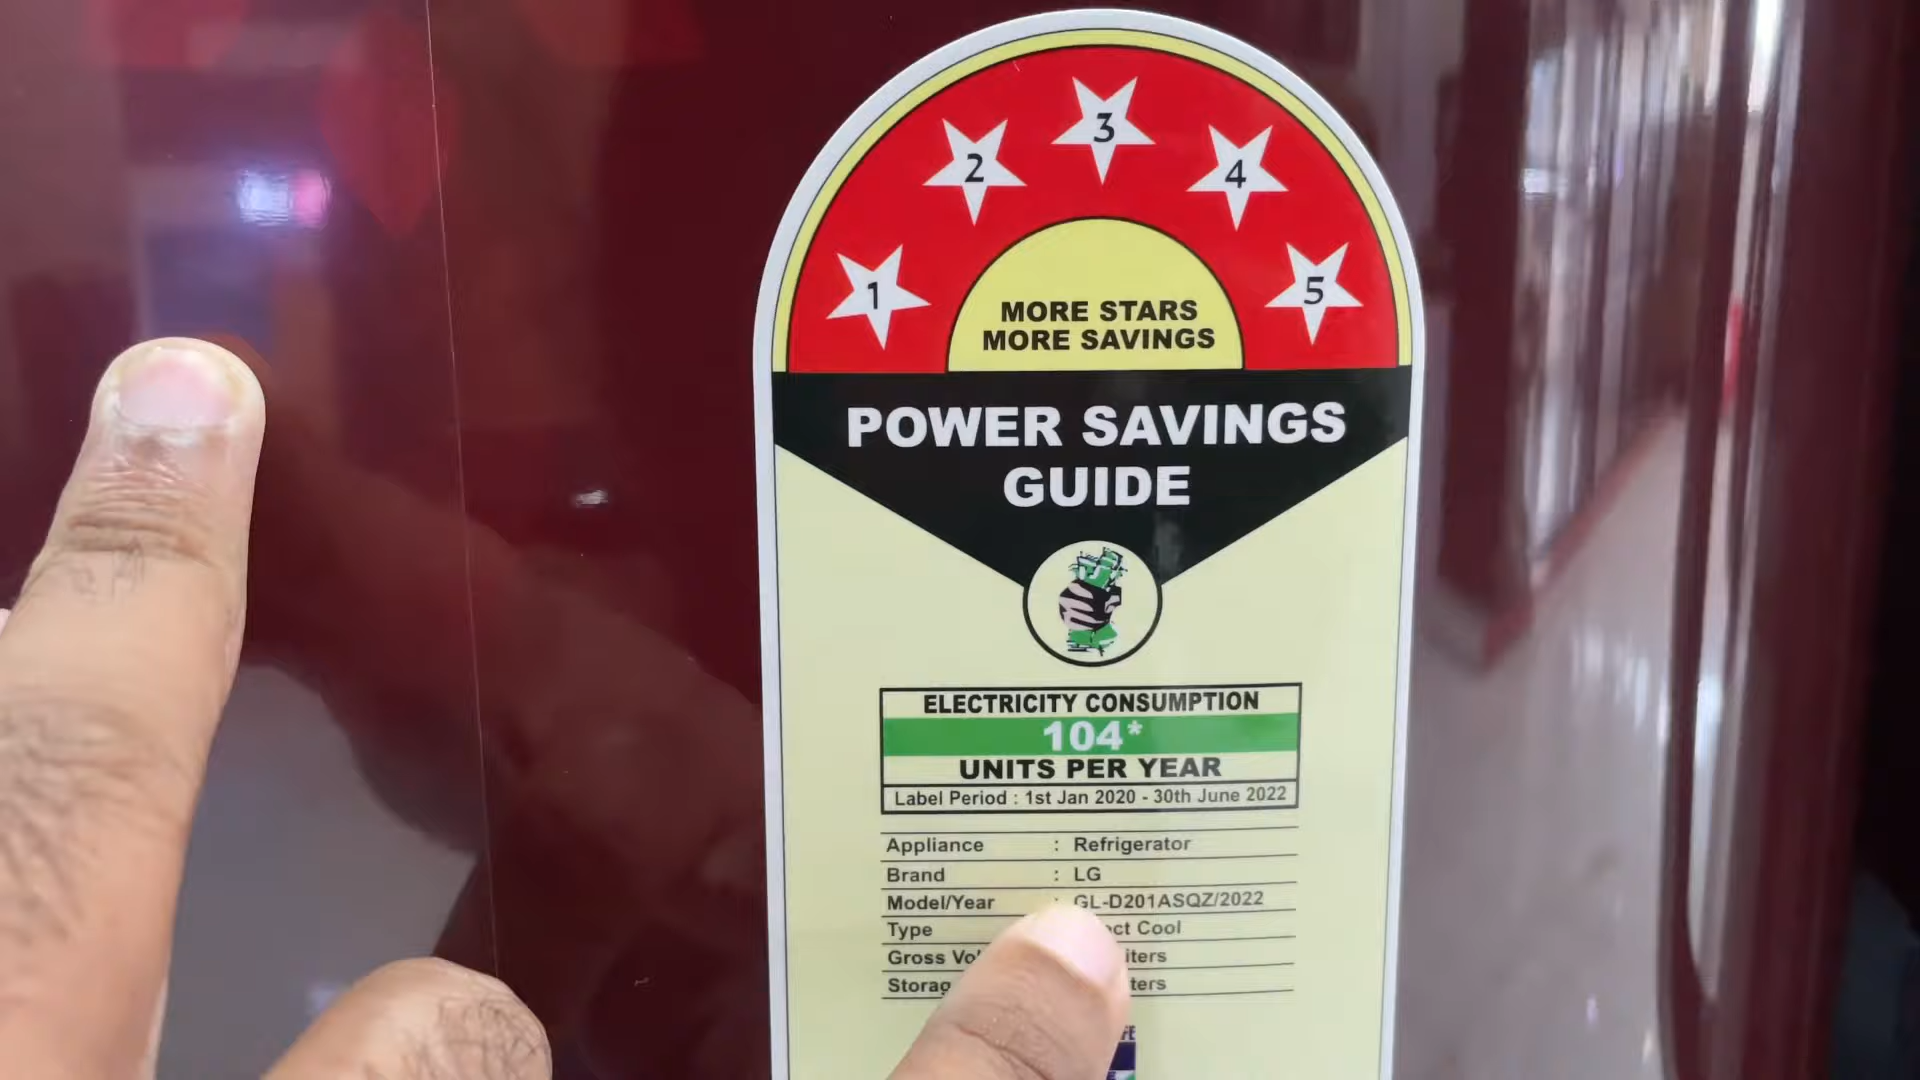 1 2 3 4 5
MORE STARS
MORE SAVINGS
POWER SAVINGS
GUIDE
ELECTRICITY CONSUMPTION
104*
UNITS PER YEAR
Label Period : 1st Jan 2020 - 30th June 2022
Appliance : Refrigerator
Brand : LG
Model/Year : GL-D201ASQZ/2022
Type Cool
Gross